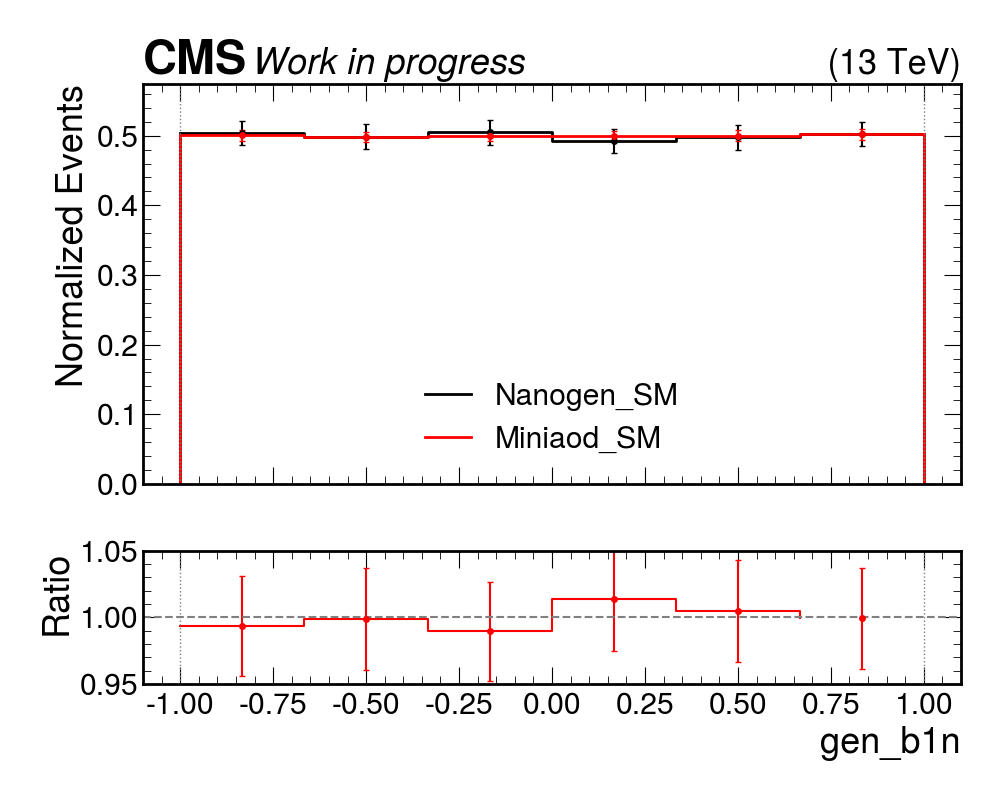 CMS Work in progress (13 TeV)
Normalized Events
0.5
0.4
0.3
0.2
0.1
0.0
Nanogen_SM
Miniaod_SM
Ratio
1.05
1.00
0.95
-1.00 -0.75 -0.50 -0.25 0.00 0.25 0.50 0.75 1.00
gen_b1n